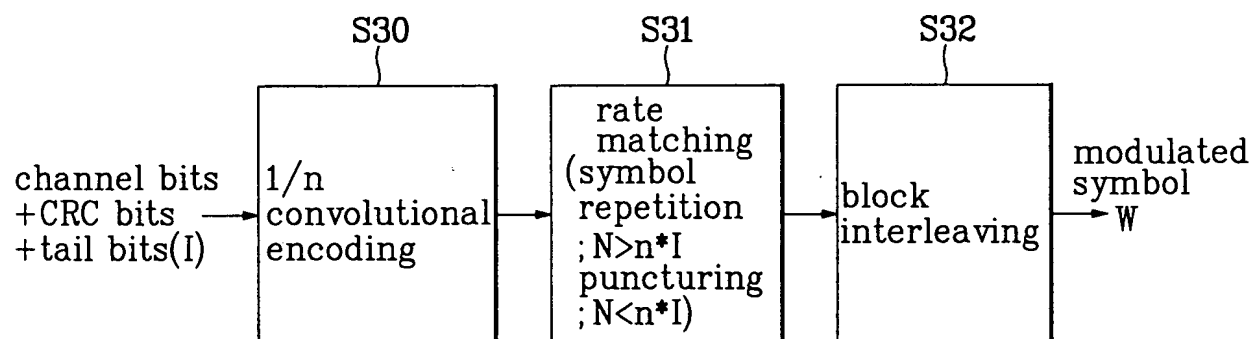 S30
S31
S32
channel bits
+CRC bits
+tail bits(I)
1/n
convolutional
encoding
rate
matching
(symbol
repetition
;N>n*I
puncturing
;N<n*I)
block
interleaving
modulated
symbol
W